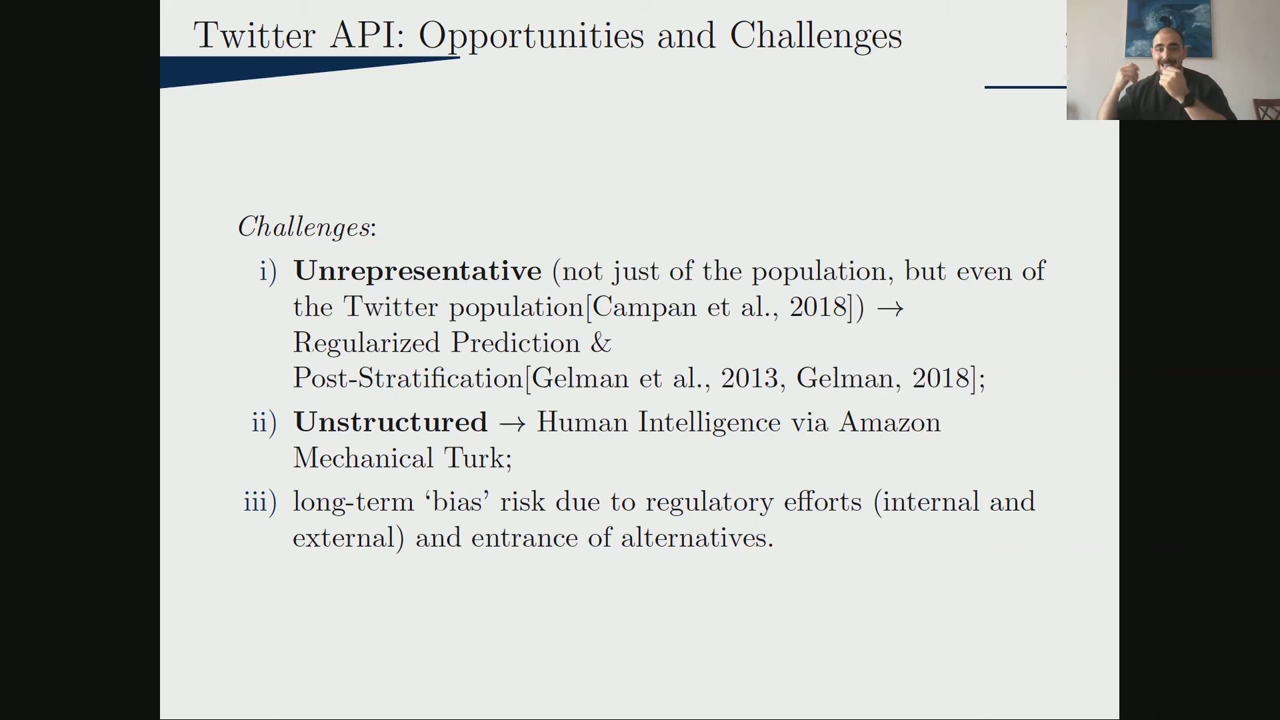 Twitter API: Opportunities and Challenges
Challenges:
i) Unrepresentative (not just of the population, but even of
the Twitter population[Campan et al., 2018]) →
Regularized Prediction &
Post-Stratification[Gelman et al., 2013, Gelman, 2018];
ii) Unstructured → Human Intelligence via Amazon
Mechanical Turk;
iii) long-term ‘bias’ risk due to regulatory efforts (internal and
external) and entrance of alternatives.